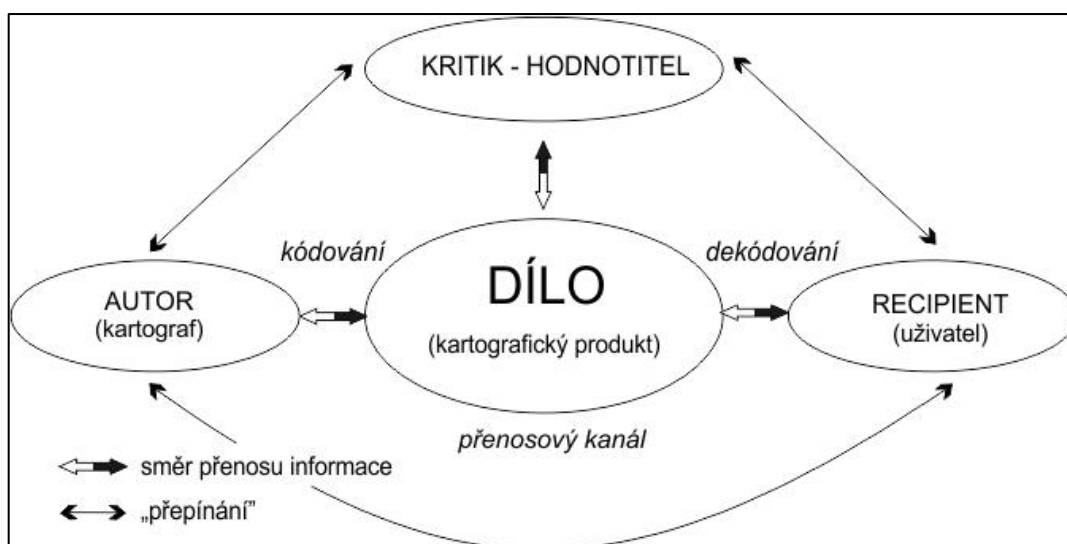 KRITIK - HODNOTITEL
kódování
dekódování
AUTOR
(kartograf)
DÍLO
(kartografický produkt)
RECIPIENT
(uživatel)
přenosový kanál
směr přenosu informace
„přepínání”